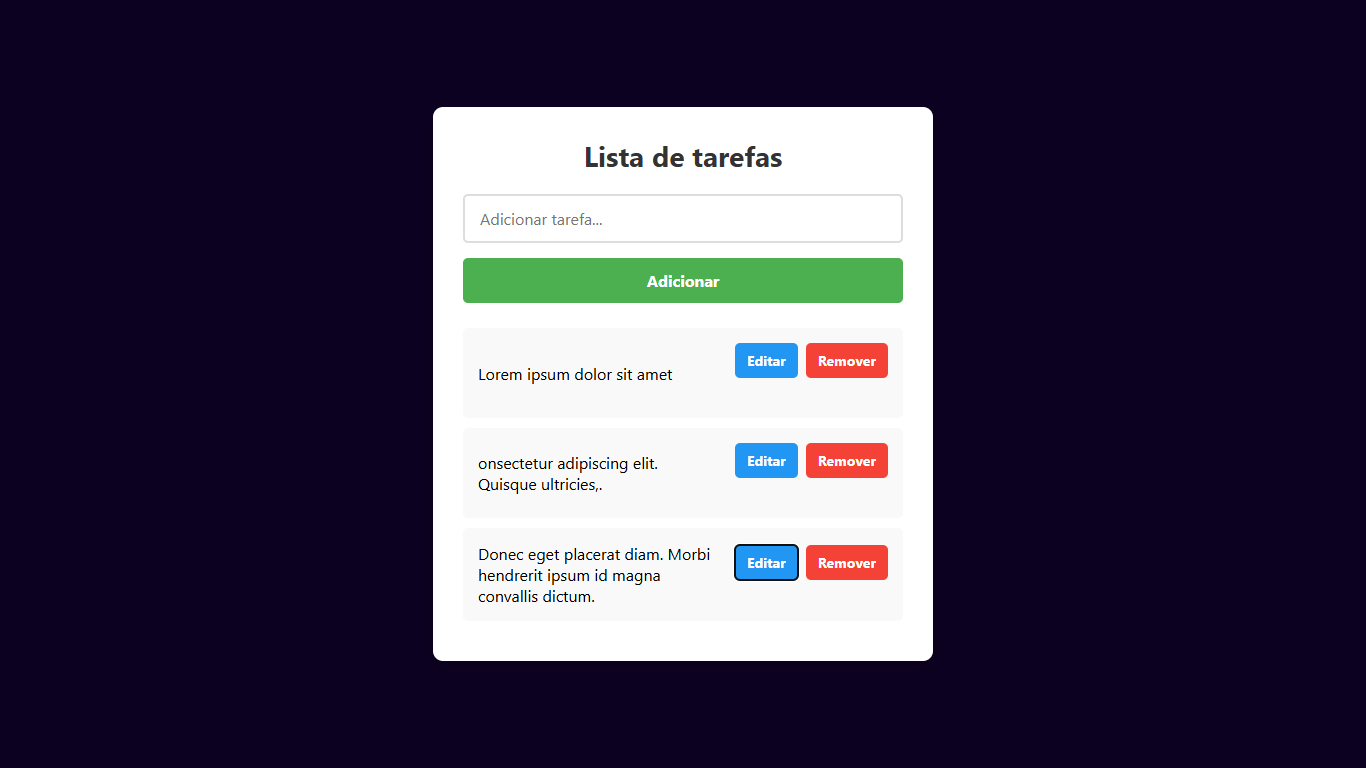 Lista de tarefas
Adicionar tarefa...
Adicionar
Lorem ipsum dolor sit amet
Editar
Remover
onsectetur adipiscing elit.
Quisque ultricies,.
Editar
Remover
Donec eget placerat diam. Morbi
hendrerit ipsum id magna
convallis dictum.
Editar
Remover